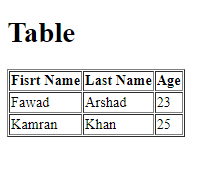 Table
Fisrt Name Last Name Age
Fawad Arshad 23
Kamran Khan 25